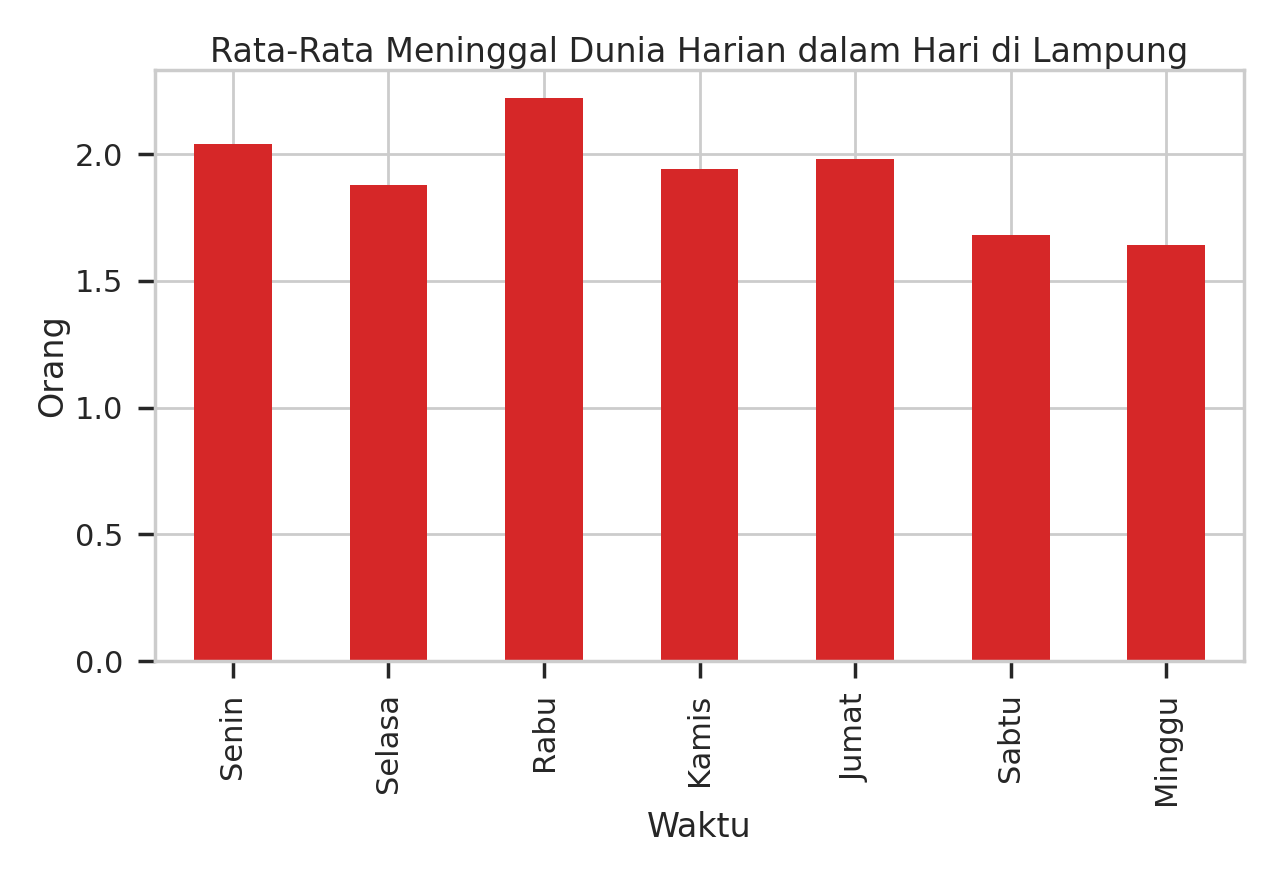 Rata-Rata Meninggal Dunia Harian dalam Hari di Lampung
Orang
2.0
1.5
1.0
0.5
0.0
Senin
Selasa
Rabu
Kamis
Jumat
Sabtu
Minggu
Waktu